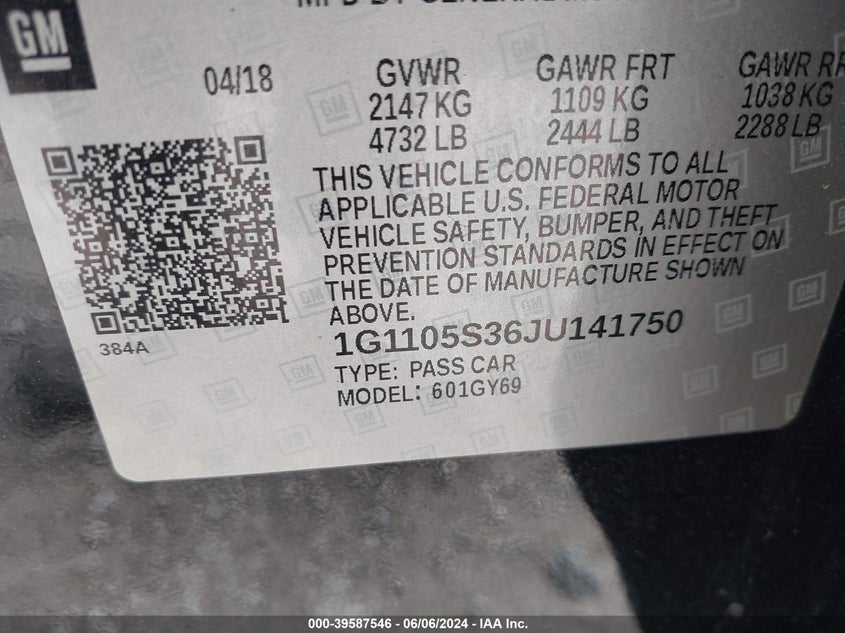 GM
04/18 GVWR GAWR FRT GAWR RR
2147 KG 1109 KG 1038 KG
4732 LB 2444 LB 2288 LB
THIS VEHICLE CONFORMS TO ALL
APPLICABLE U.S. FEDERAL MOTOR
VEHICLE SAFETY, BUMPER, AND THEFT
PREVENTION STANDARDS IN EFFECT ON
THE DATE OF MANUFACTURE SHOWN
ABOVE.
384A
1G1105S36JU141750
TYPE: PASS CAR
MODEL: 601GY69
000-39587546 - 06/06/2024 - IAA Inc.